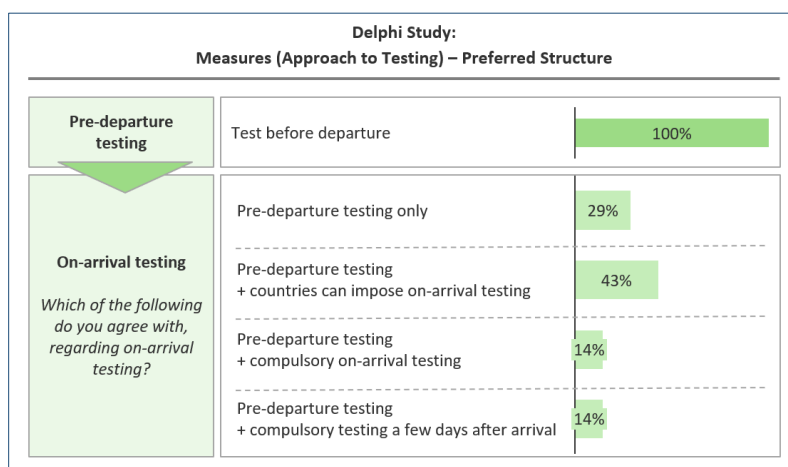 Delphi Study:
Measures (Approach to Testing) – Preferred Structure
Pre-departure
testing
Test before departure
100%
On-arrival testing
Which of the following
do you agree with,
regarding on-arrival
testing?
Pre-departure testing only
29%
Pre-departure testing
+ countries can impose on-arrival testing
43%
Pre-departure testing
+ compulsory on-arrival testing
14%
Pre-departure testing
+ compulsory testing a few days after arrival
14%